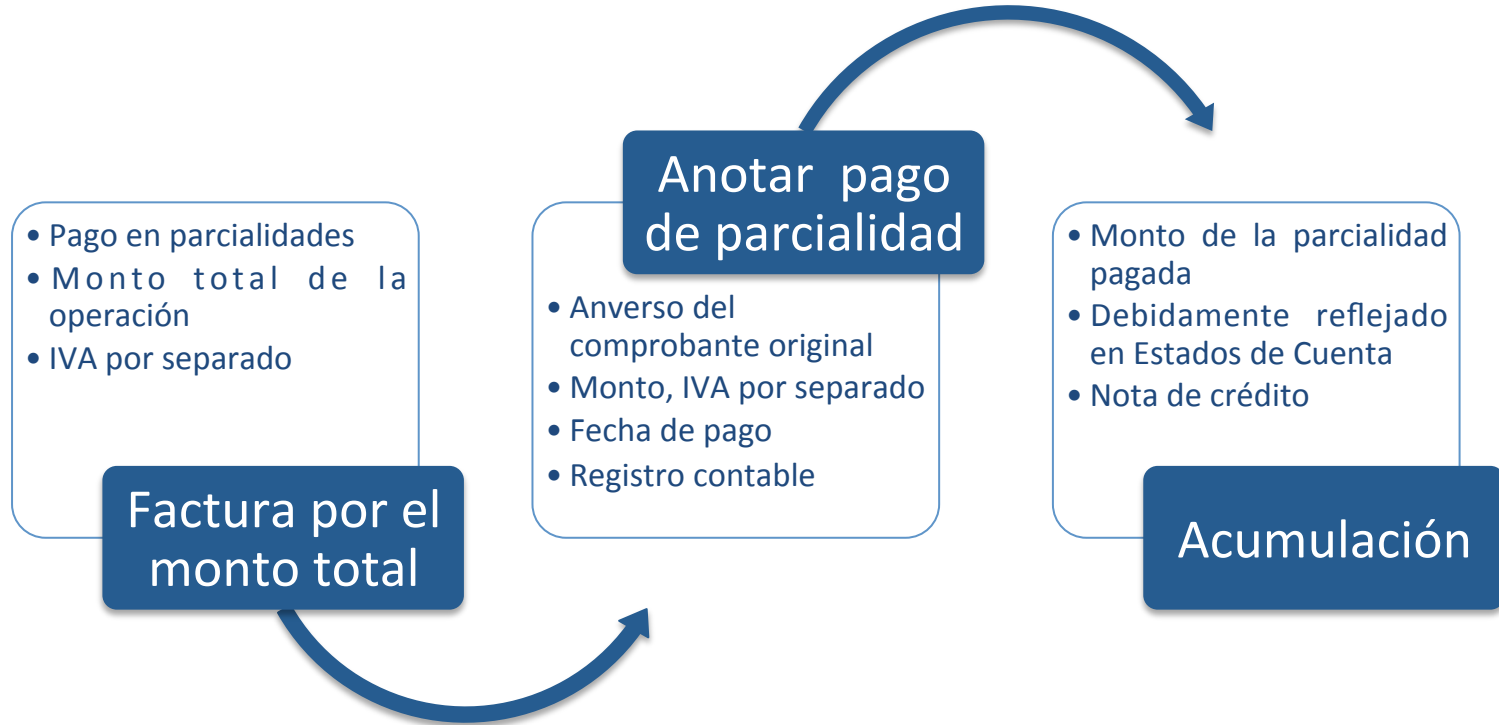 • Pago en parcialidades
• Monto total de la
operación
• IVA por separado
Factura por el
monto total
Anotar pago
de parcialidad
• Anverso del
comprobante original
• Monto, IVA por separado
• Fecha de pago
• Registro contable
• Monto de la parcialidad
pagada
• Debidamente reflejado
en Estados de Cuenta
• Nota de crédito
Acumulación